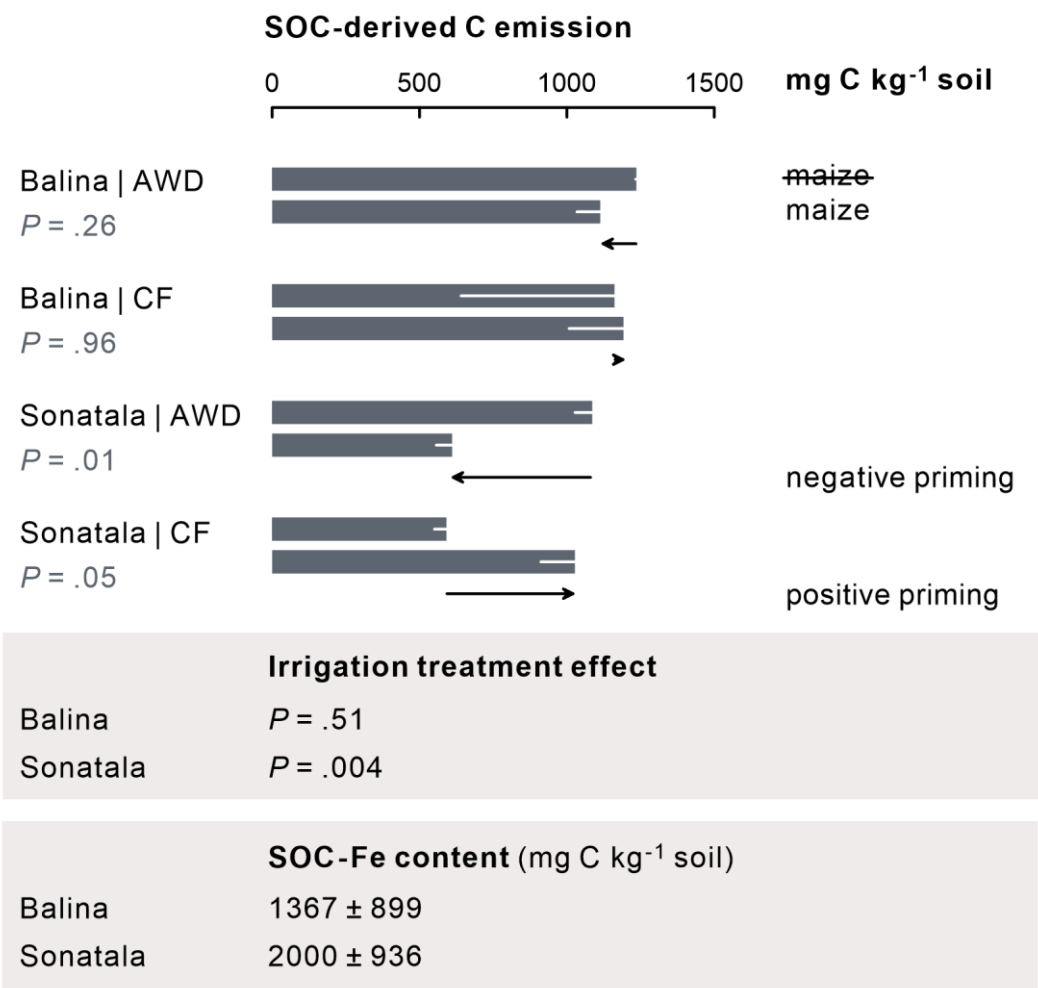 SOC-derived C emission
0 500 1000 1500 mg C kg⁻¹ soil
Balina | AWD maize
P = .26 maize
Balina | CF
P = .96
Sonatala | AWD
P = .01 negative priming
Sonatala | CF
P = .05 positive priming
Irrigation treatment effect
Balina P = .51
Sonatala P = .004
SOC-Fe content (mg C kg⁻¹ soil)
Balina 1367 ± 899
Sonatala 2000 ± 936